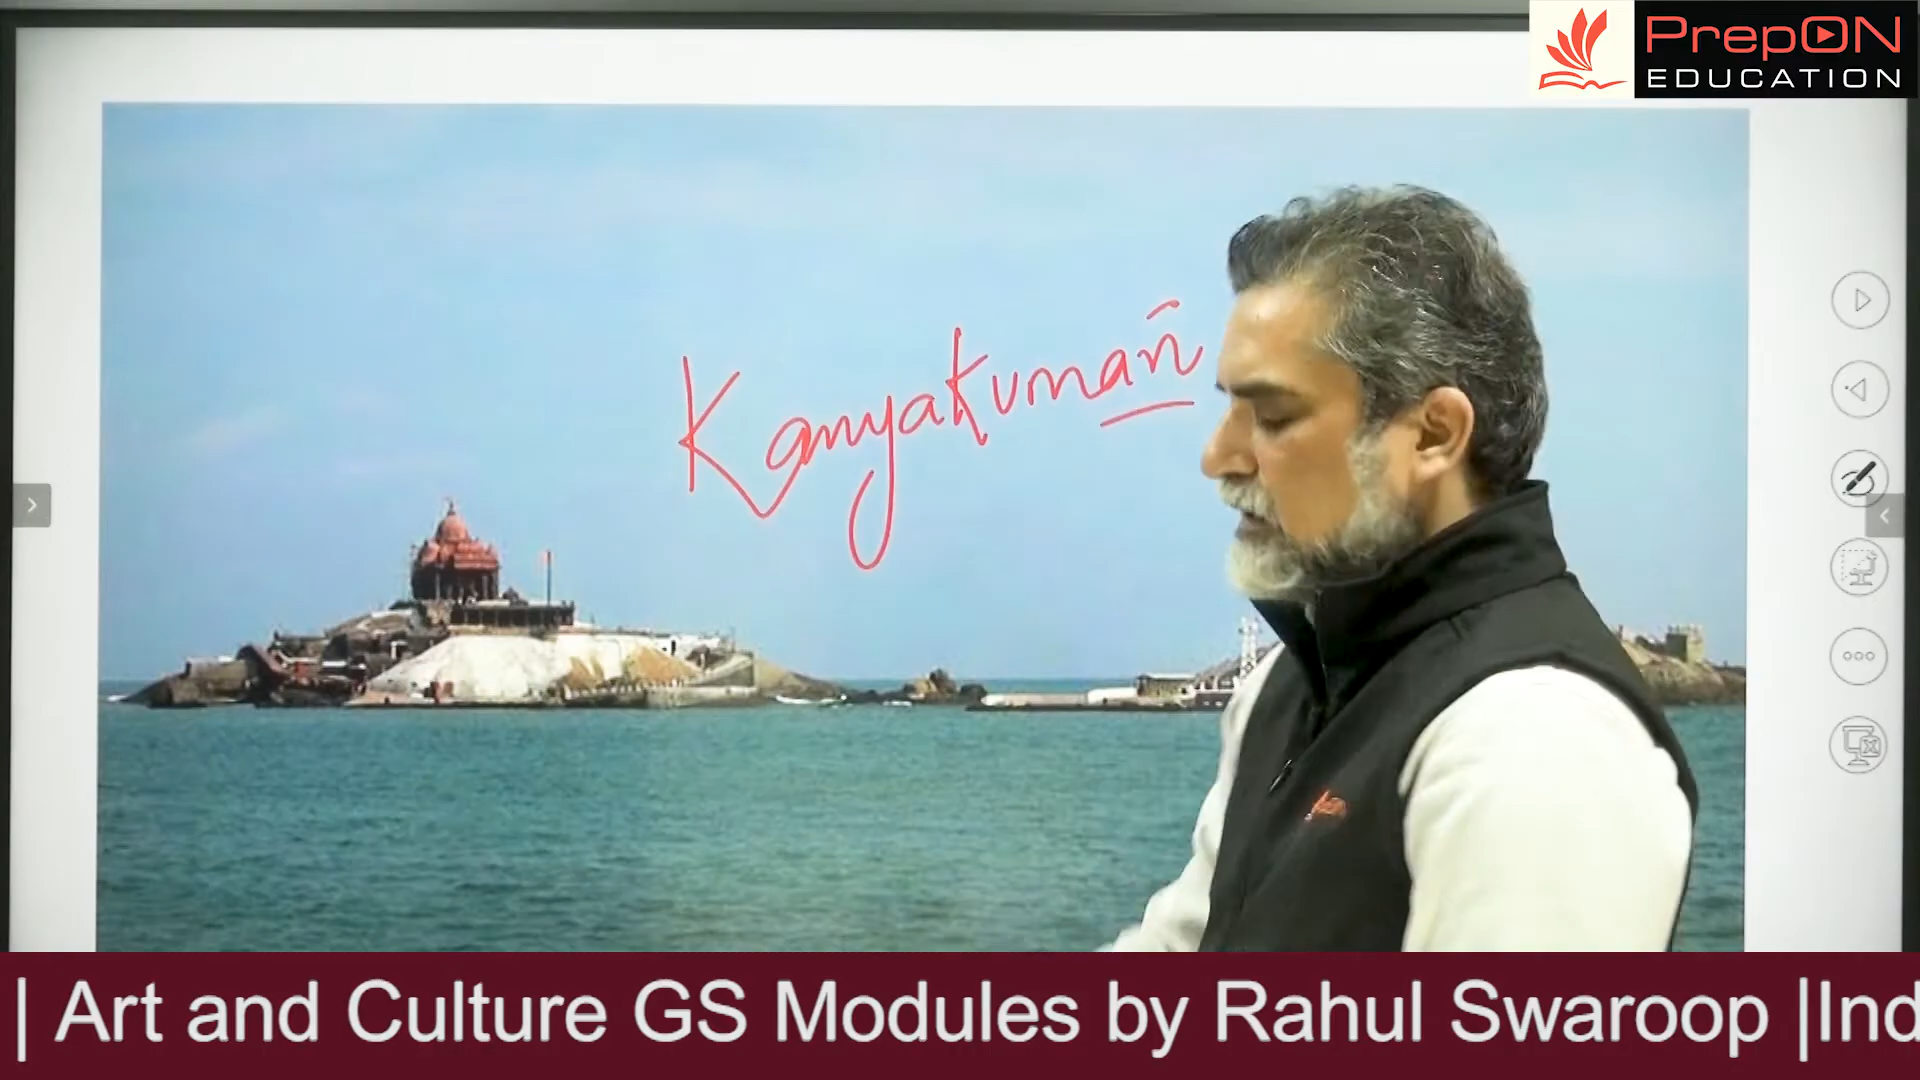 PrepON
EDUCATION
Kanyakumari
| Art and Culture GS Modules by Rahul Swaroop |Ind